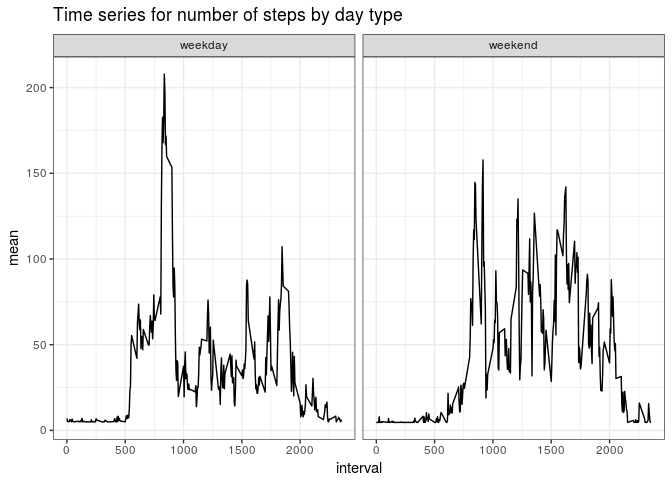 Time series for number of steps by day type
weekday
weekend
mean
200
150
100
50
0
0 500 1000 1500 2000
0 500 1000 1500 2000
interval